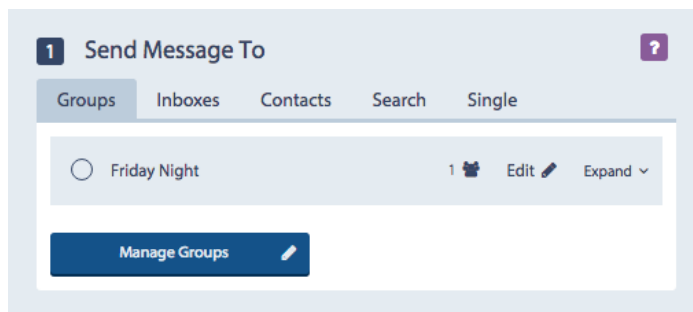 1 Send Message To ?
Groups Inboxes Contacts Search Single
Friday Night 1 Edit Expand
Manage Groups